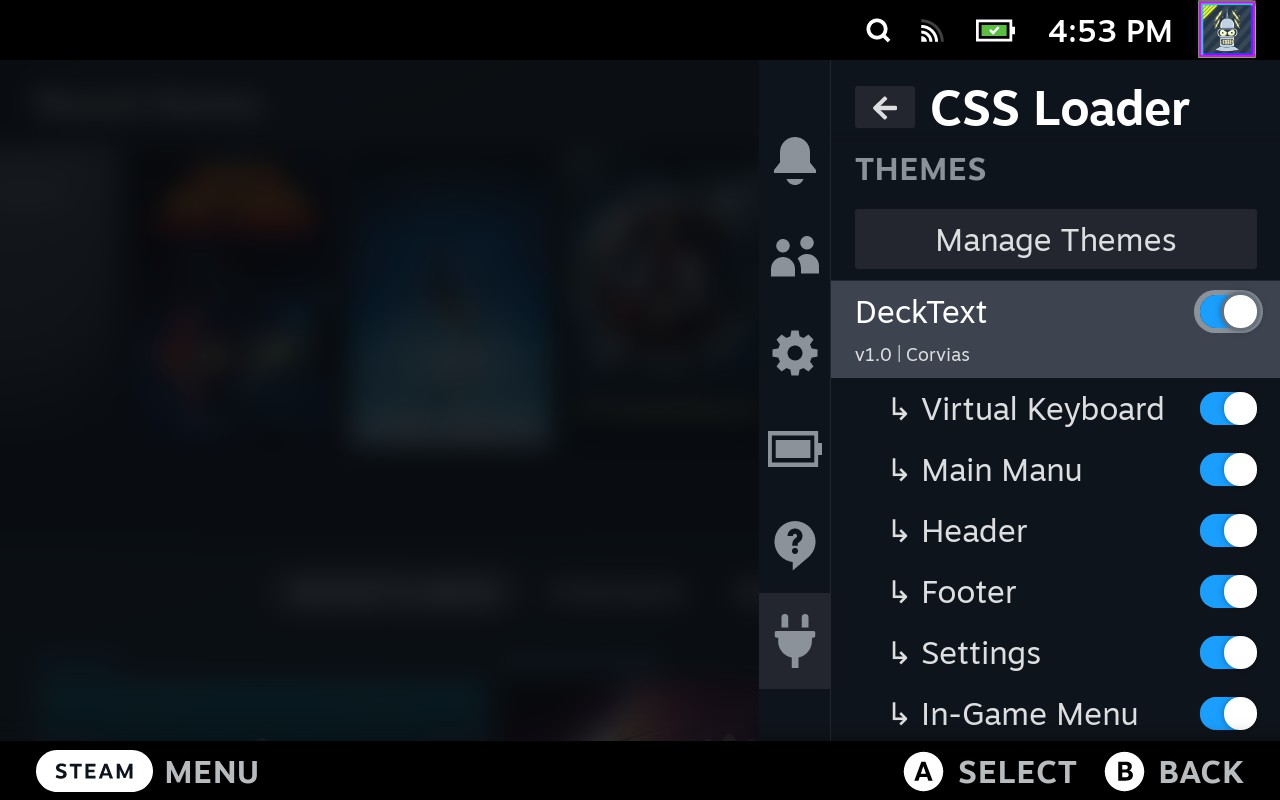 4:53 PM
CSS Loader
THEMES
Manage Themes
DeckText
v1.0 | Corvias
↳ Virtual Keyboard
↳ Main Manu
↳ Header
↳ Footer
↳ Settings
↳ In-Game Menu
STEAM MENU
A SELECT B BACK